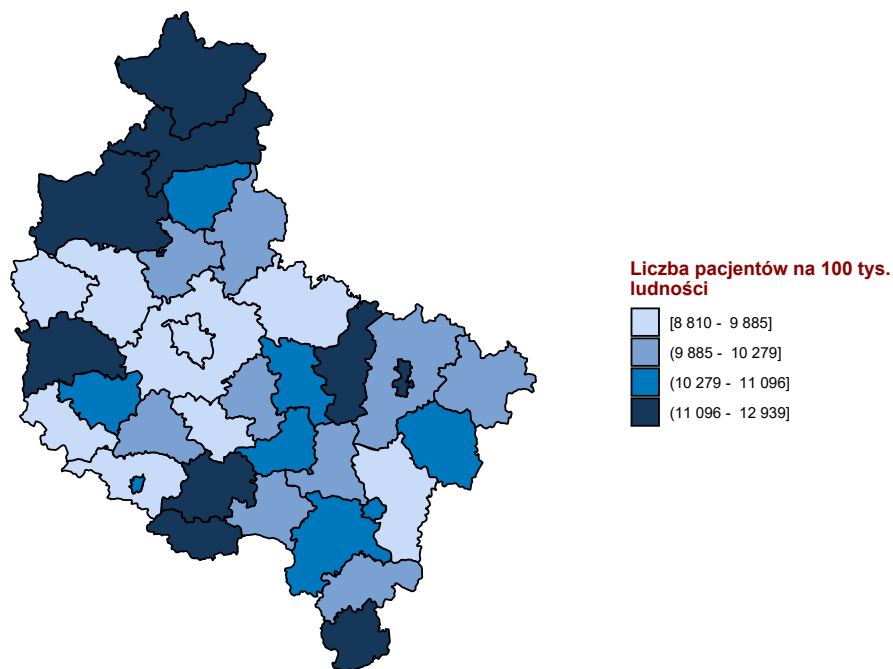 Liczba pacjentów na 100 tys.
ludności
[8 810 - 9 885]
(9 885 - 10 279]
(10 279 - 11 096]
(11 096 - 12 939]